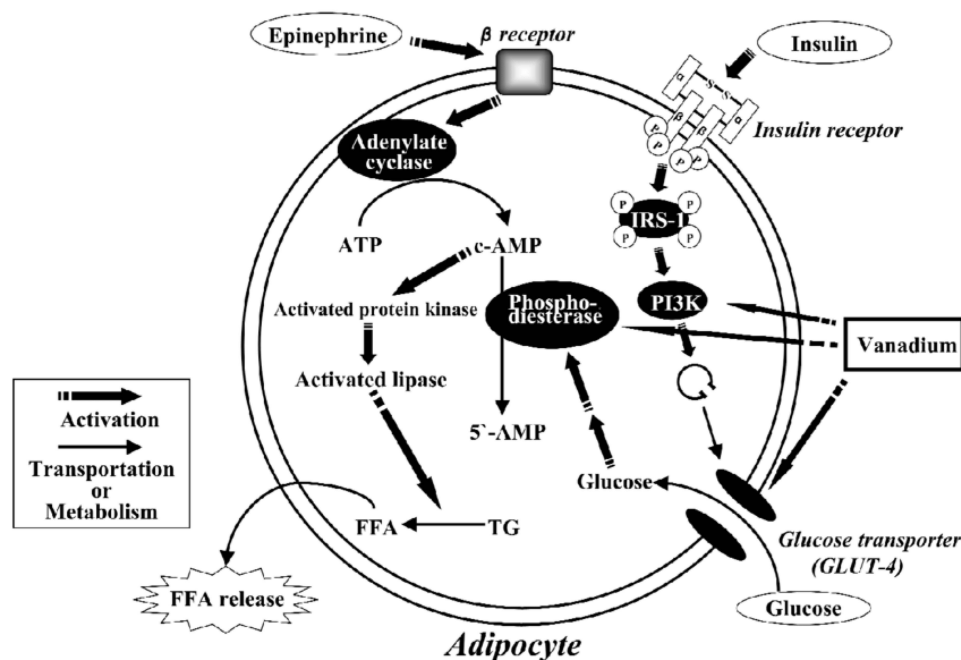 Epinephrine
β receptor
Insulin
α
S
S
α
β
β
P
P
P
P
Insulin receptor
Adenylate
cyclase
P
P
IRS-1
P
P
ATP
c-AMP
Activated protein kinase
Phospho-
diesterase
PI3K
Vanadium
Activated lipase
Activation
Transportation
or
Metabolism
5`-AMP
Glucose
FFA
TG
Glucose transporter
(GLUT-4)
FFA release
Glucose
Adipocyte